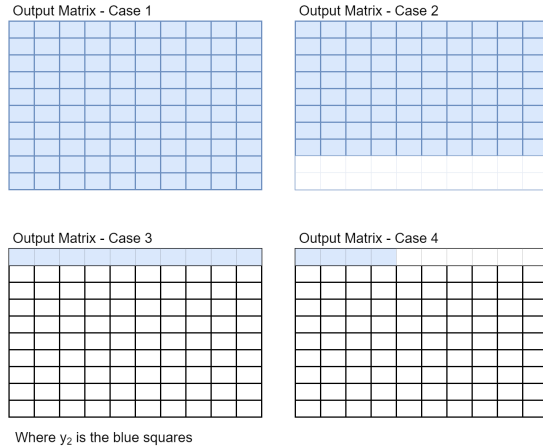 Output Matrix - Case 1
Output Matrix - Case 2
Output Matrix - Case 3
Output Matrix - Case 4
Where y₂ is the blue squares